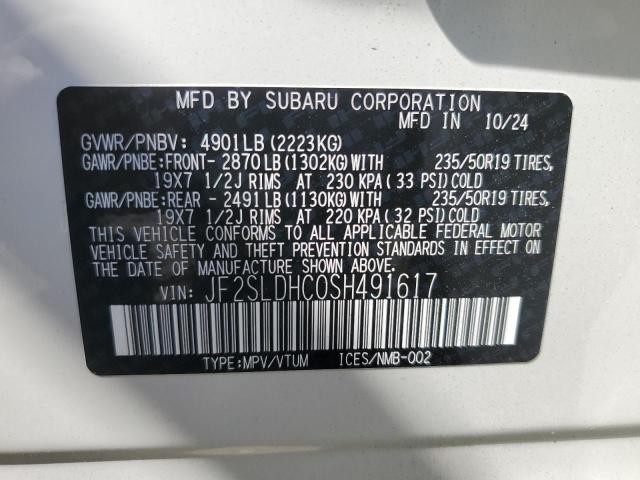 MFD BY SUBARU CORPORATION
MFD IN 10/24
GVWR/PNBV: 4901LB (2223KG)
GAWR/PNBE:FRONT- 2870LB(1302KG)WITH 235/50R19 TIRES,
19X7 1/2J RIMS AT 230 KPA (33 PSI)COLD
GAWR/PNBE:REAR - 2491LB(1130KG)WITH 235/50R19 TIRES,
19X7 1/2J RIMS AT 220 KPA (32 PSI)COLD
THIS VEHICLE CONFORMS TO ALL APPLICABLE FEDERAL MOTOR
VEHICLE SAFETY AND THEFT PREVENTION STANDARDS IN EFFECT ON
THE DATE OF MANUFACTURE SHOWN ABOVE.
VIN: JF2SLDHC0SH491617
TYPE:MPV/VTUM ICES/NMB-002